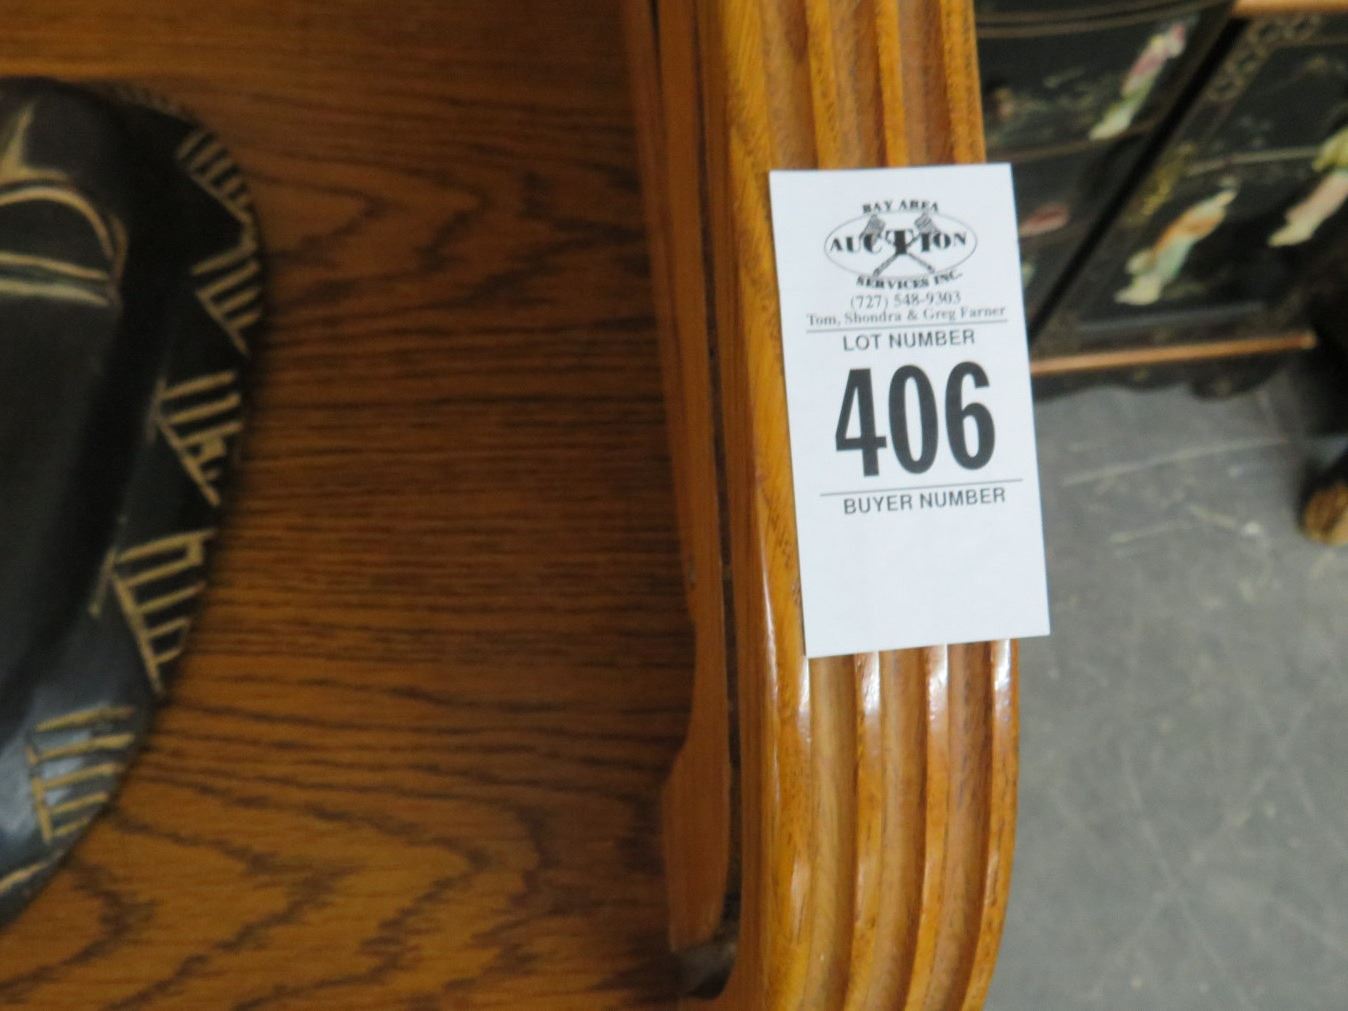 BAY AREA
AUCTION
SERVICES INC.
(727) 548-9303
Tom, Shondra & Greg Farner
LOT NUMBER
406
BUYER NUMBER